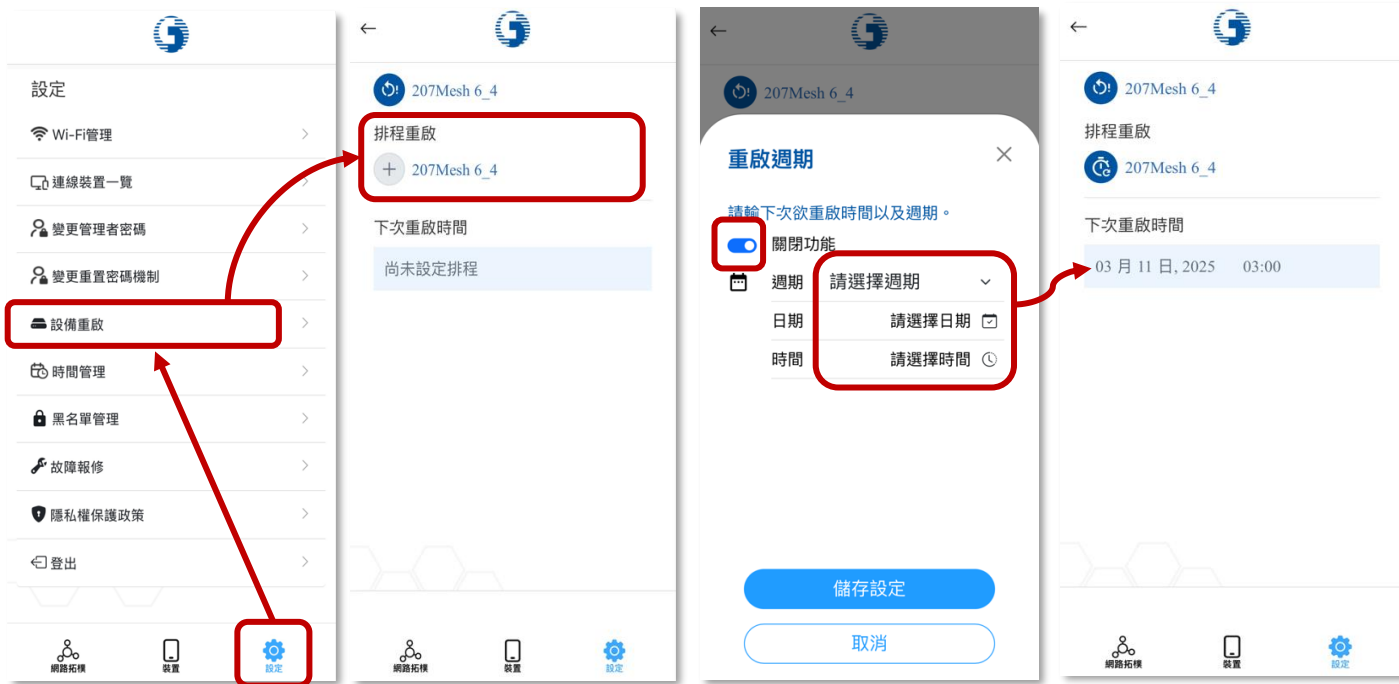 設定
Wi-Fi管理
連線裝置一覽
變更管理者密碼
變更重置密碼機制
設備重啟
時間管理
黑名單管理
故障報修
隱私權保護政策
登出
網路拓樸
裝置
設定
207Mesh 6_4
排程重啟
207Mesh 6_4
下次重啟時間
尚未設定排程
網路拓樸
裝置
設定
207Mesh 6_4
重啟週期
請輸下次欲重啟時間以及週期。
關閉功能
週期 請選擇週期
日期 請選擇日期
時間 請選擇時間
儲存設定
取消
207Mesh 6_4
排程重啟
207Mesh 6_4
下次重啟時間
03 月 11 日, 2025 03:00
網路拓樸
裝置
設定